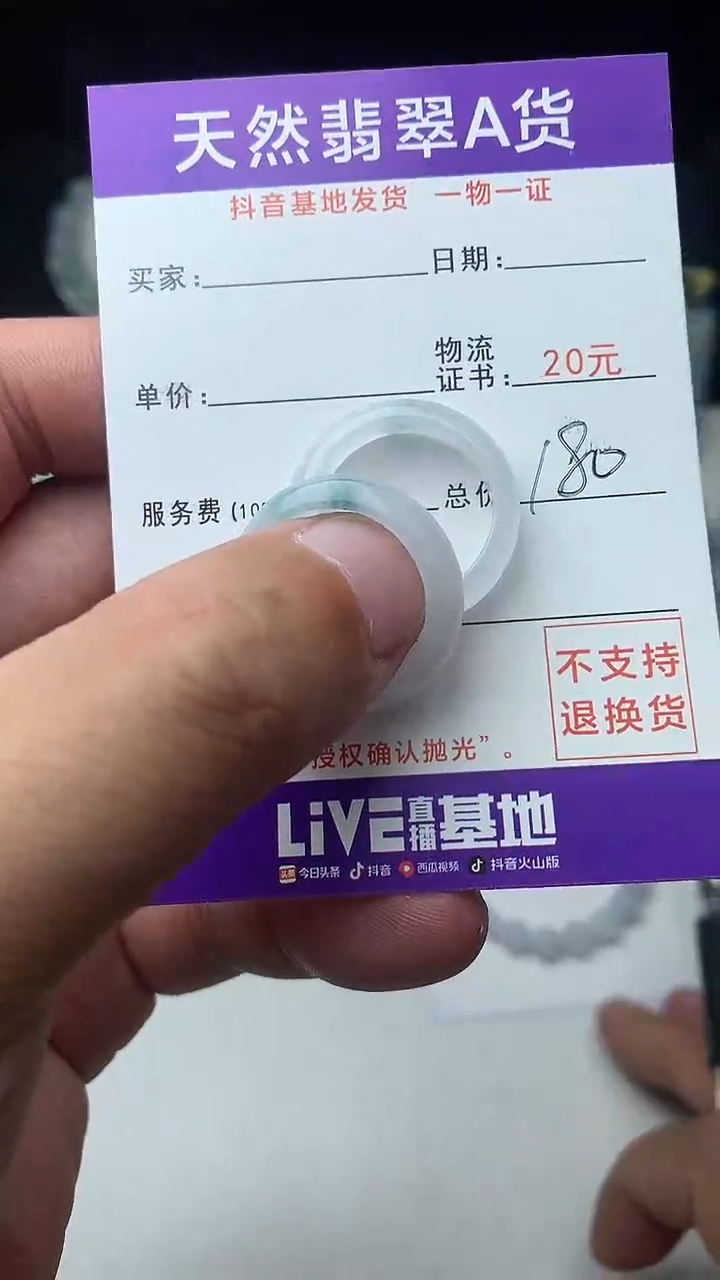 天然翡翠A货
抖音基地发货 一物一证
买家：
日期：
物流
证书：20元
单价：
服务费(10
总价 180
不支持
退换货
授权确认抛光”。
LiVE直播基地
头条 今日头条 抖音 西瓜视频 抖音火山版